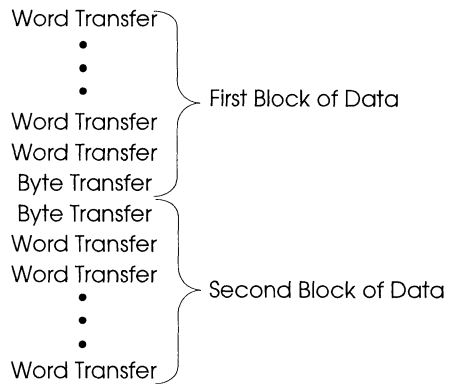 Word Transfer
•
•
•
First Block of Data
Word Transfer
Word Transfer
Byte Transfer
Byte Transfer
Word Transfer
Word Transfer
Second Block of Data
•
•
•
Word Transfer